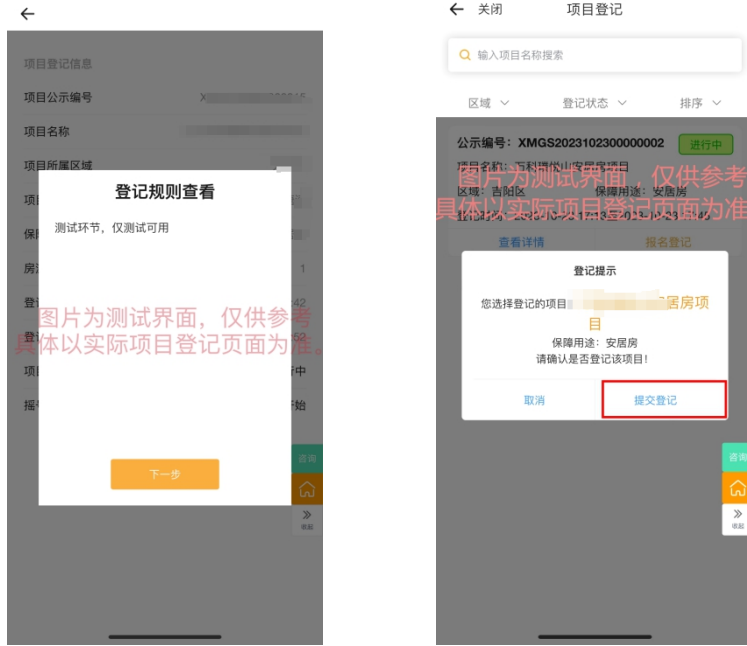 项目登记信息
项目公示编号
项目名称
项目所属区域
登记规则查看
测试环节，仅测试可用
图片为测试界面，仅供参考
具体以实际项目登记页面为准。
下一步
咨询
收起
关闭 项目登记
输入项目名称搜索
区域 登记状态 排序
公示编号：XMGS2023102300000002 进行中
区域：吉阳区 保障用途：安居房
图片为测试界面，仅供参考
具体以实际项目登记页面为准
查看详情 报名登记
登记提示
您选择登记的项目 居房项
目
保障用途：安居房
请确认是否登记该项目！
取消 提交登记
咨询
收起